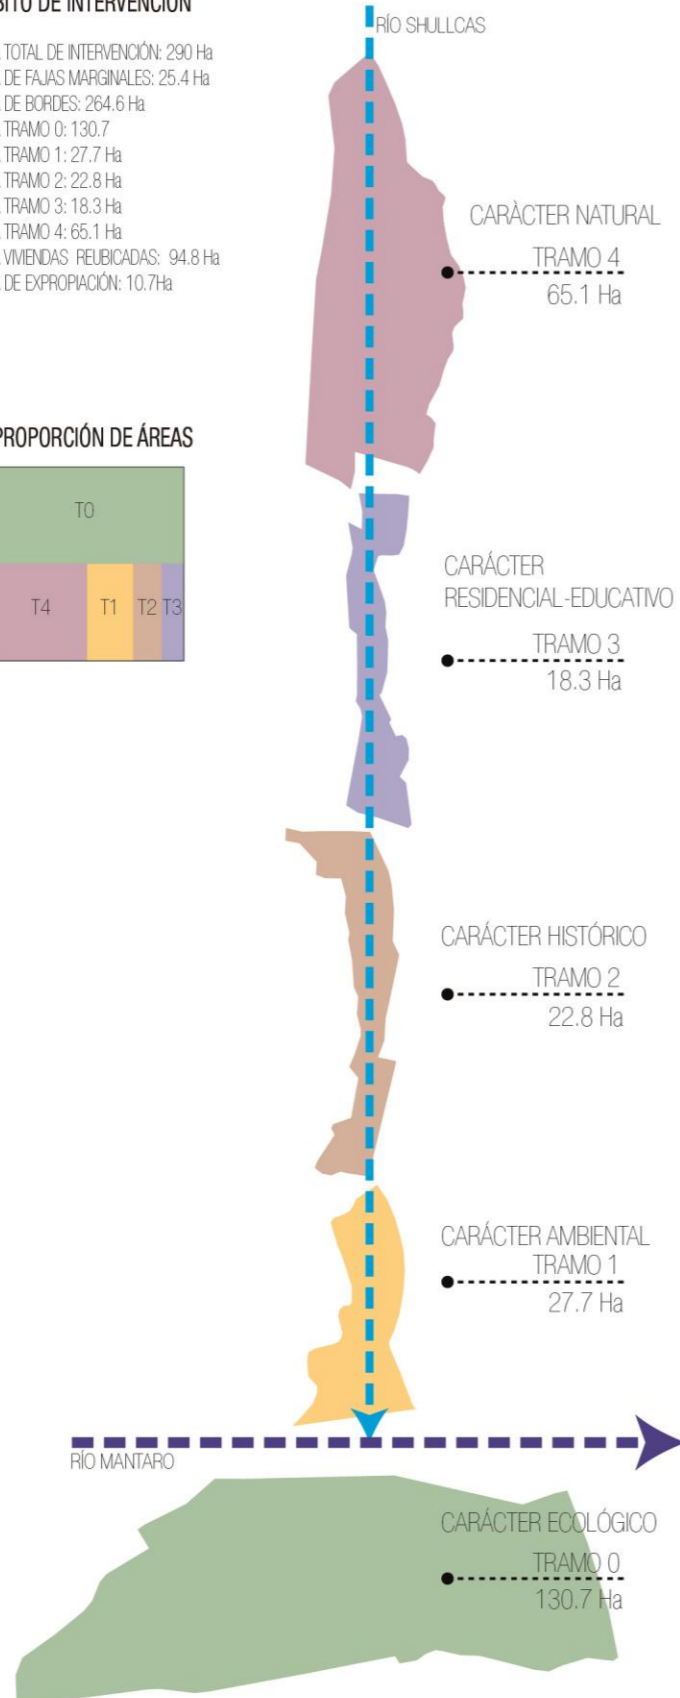 SITO DE INTERVENCIÓN
TOTAL DE INTERVENCIÓN: 290 Ha
DE FAJAS MARGINALES: 25.4 Ha
DE BORDES: 264.6 Ha
TRAMO 0: 130.7
TRAMO 1: 27.7 Ha
TRAMO 2: 22.8 Ha
TRAMO 3: 18.3 Ha
TRAMO 4: 65.1 Ha
VIVIENDAS REUBICADAS: 94.8 Ha
DE EXPROPIACIÓN: 10.7Ha
PROPORCIÓN DE ÁREAS
T0
T4 T1 T2 T3
RÍO SHULLCAS
CARÀCTER NATURAL
TRAMO 4
65.1 Ha
CARÁCTER
RESIDENCIAL-EDUCATIVO
TRAMO 3
18.3 Ha
CARÁCTER HISTÓRICO
TRAMO 2
22.8 Ha
CARÁCTER AMBIENTAL
TRAMO 1
27.7 Ha
RÍO MANTARO
CARÁCTER ECOLÓGICO
TRAMO 0
130.7 Ha